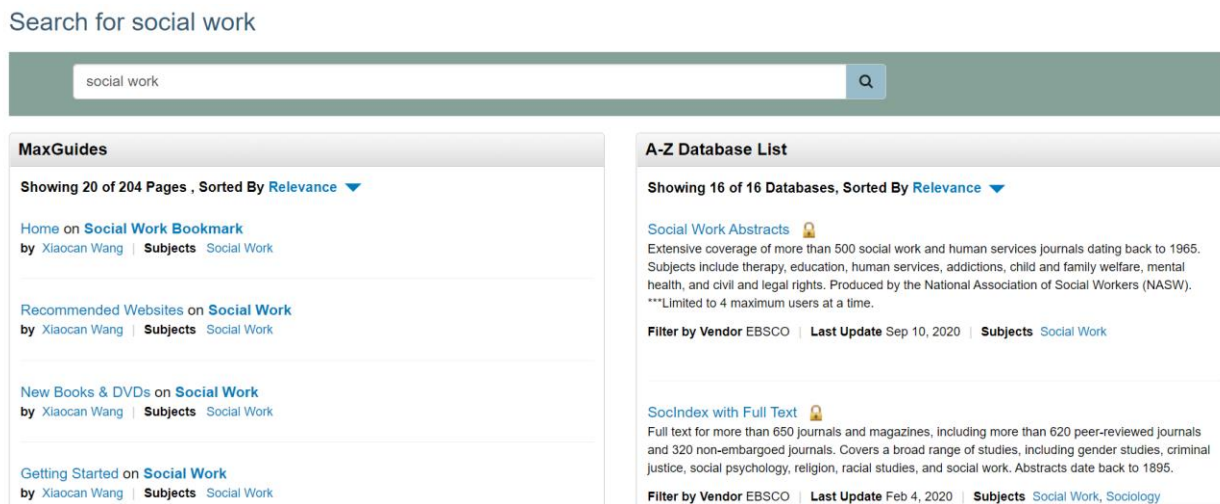 Search for social work
social work
MaxGuides
Showing 20 of 204 Pages , Sorted By Relevance
Home on Social Work Bookmark
by Xiaocan Wang | Subjects Social Work
Recommended Websites on Social Work
by Xiaocan Wang | Subjects Social Work
New Books & DVDs on Social Work
by Xiaocan Wang | Subjects Social Work
Getting Started on Social Work
by Xiaocan Wang | Subjects Social Work
A-Z Database List
Showing 16 of 16 Databases, Sorted By Relevance
Social Work Abstracts
Extensive coverage of more than 500 social work and human services journals dating back to 1965.
Subjects include therapy, education, human services, addictions, child and family welfare, mental
health, and civil and legal rights. Produced by the National Association of Social Workers (NASW).
***Limited to 4 maximum users at a time.
Filter by Vendor EBSCO | Last Update Sep 10, 2020 | Subjects Social Work
SocIndex with Full Text
Full text for more than 650 journals and magazines, including more than 620 peer-reviewed journals
and 320 non-embargoed journals. Covers a broad range of studies, including gender studies, criminal
justice, social psychology, religion, racial studies, and social work. Abstracts date back to 1895.
Filter by Vendor EBSCO | Last Update Feb 4, 2020 | Subjects Social Work, Sociology